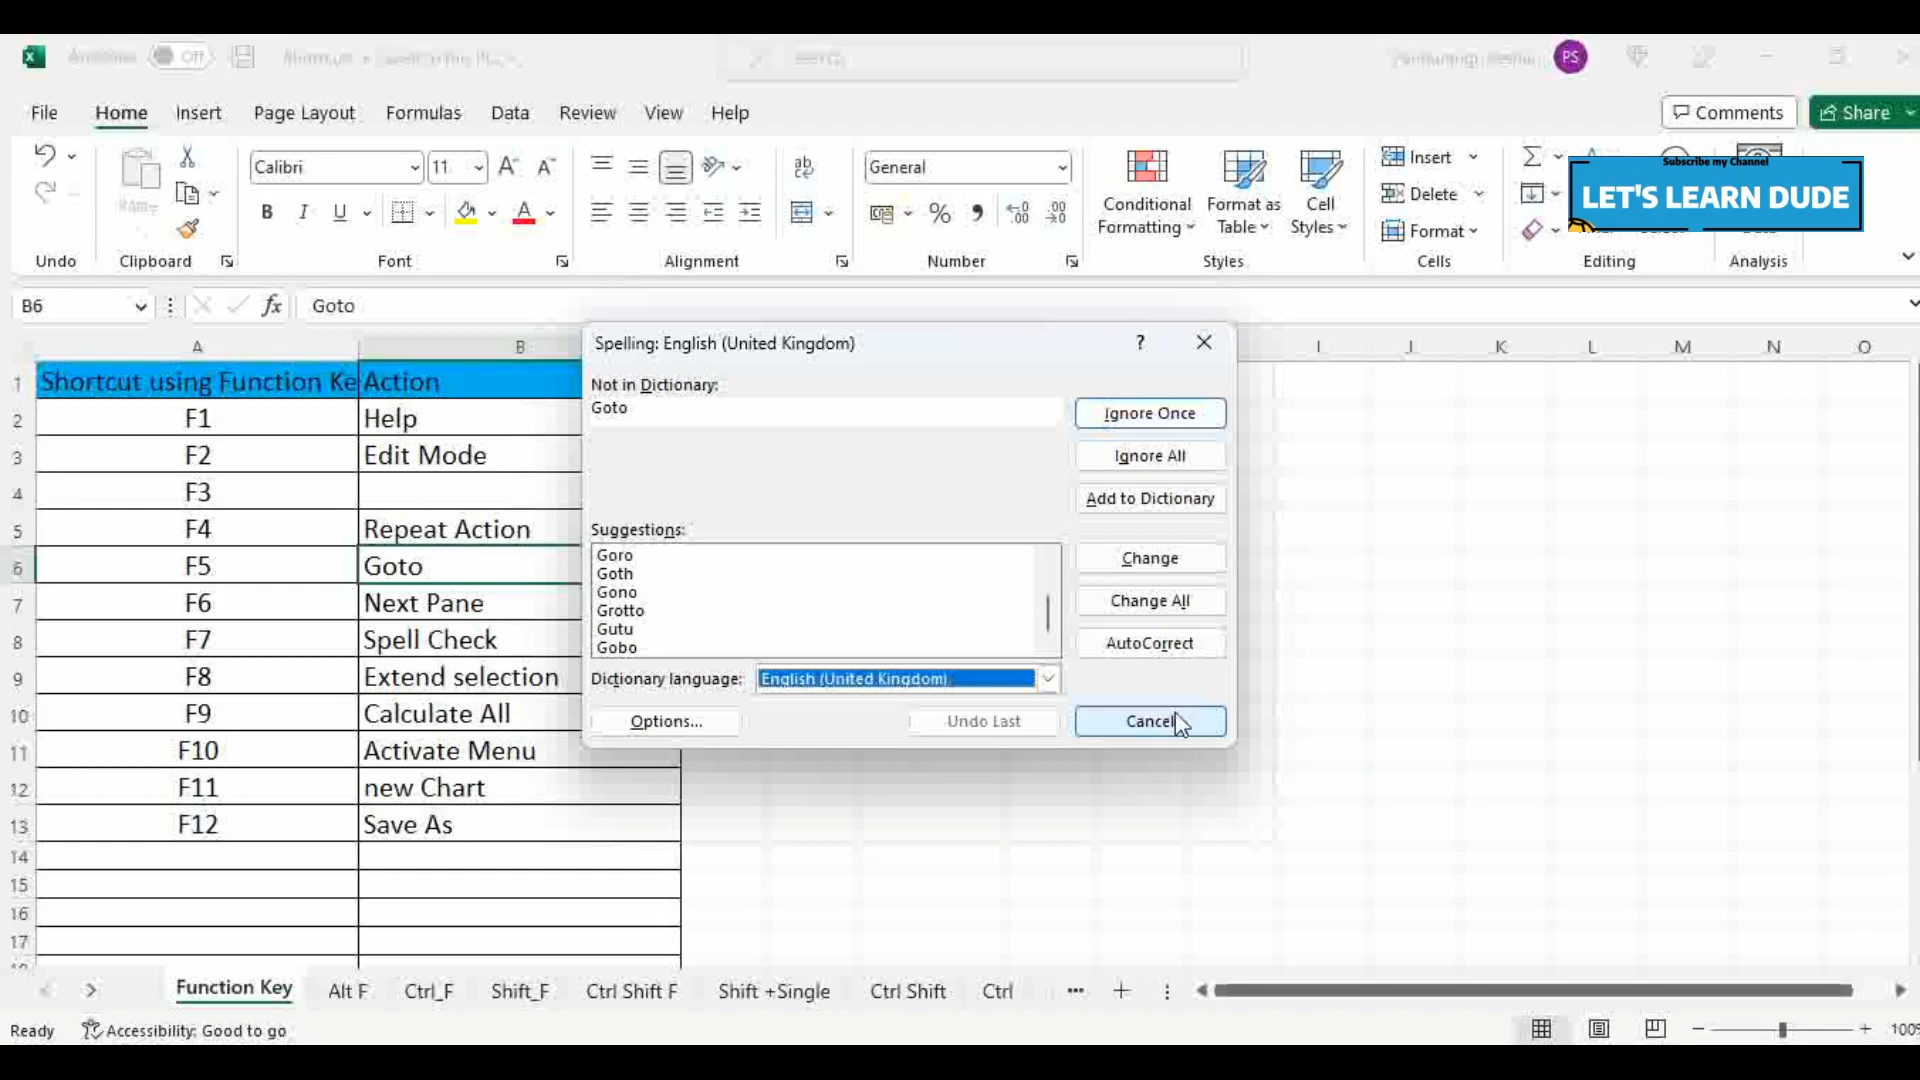 Off
PS
File Home Insert Page Layout Formulas Data Review View Help
Comments Share
Calibri 11 General
Insert
Delete
Format
Conditional Formatting
Format as Table
Cell Styles
B I U
Undo Clipboard Font Alignment Number Styles Cells Editing Analysis
Subscribe my Channel
LET'S LEARN DUDE
B6 fx Goto
A B I J K L M N O
1 Shortcut using Function Ke Action
2 F1 Help
3 F2 Edit Mode
4 F3
5 F4 Repeat Action
6 F5 Goto
7 F6 Next Pane
8 F7 Spell Check
9 F8 Extend selection
10 F9 Calculate All
11 F10 Activate Menu
12 F11 new Chart
13 F12 Save As
14
15
16
17
Spelling: English (United Kingdom) ?
Not in Dictionary:
Goto
Ignore Once
Ignore All
Add to Dictionary
Suggestions:
Goro
Goth
Gono
Grotto
Gutu
Gobo
Change
Change All
AutoCorrect
Dictionary language: English (United Kingdom)
Options... Undo Last Cancel
Function Key Alt F Ctrl_F Shift_F Ctrl Shift F Shift +Single Ctrl Shift Ctrl ...
Ready Accessibility: Good to go
100%